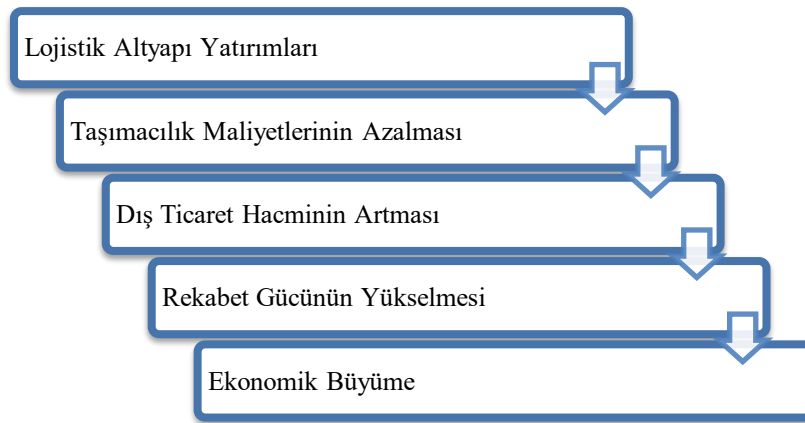 Lojistik Altyapı Yatırımları
Taşımacılık Maliyetlerinin Azalması
Dış Ticaret Hacminin Artması
Rekabet Gücünün Yükselmesi
Ekonomik Büyüme